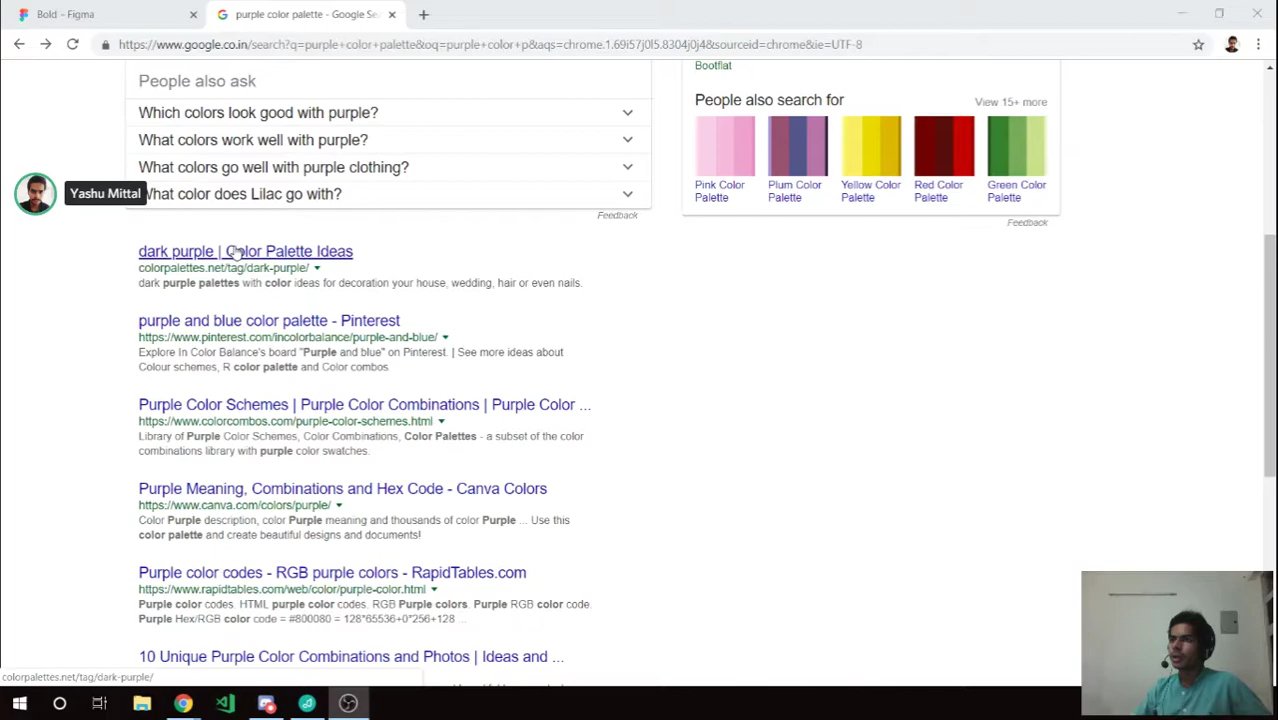 Bold - Figma
purple color palette - Google Se
https://www.google.co.in/search?q=purple+color+palette&oq=purple+color+p&aqs=chrome.1.69i57j0l5.8304j0j4&sourceid=chrome&ie=UTF-8
People also ask
Which colors look good with purple?
What colors work well with purple?
What colors go well with purple clothing?
Yashu Mittal
What color does Lilac go with?
Feedback
Bootflat
People also search for
View 15+ more
Pink Color
Palette
Plum Color
Palette
Yellow Color
Palette
Red Color
Palette
Green Color
Palette
Feedback
dark purple | Color Palette Ideas
colorpalettes.net/tag/dark-purple/
dark purple palettes with color ideas for decoration your house, wedding, hair or even nails.
purple and blue color palette - Pinterest
https://www.pinterest.com/incolorbalance/purple-and-blue/
Explore In Color Balance's board "Purple and blue" on Pinterest. | See more ideas about
Colour schemes, R color palette and Color combos
Purple Color Schemes | Purple Color Combinations | Purple Color ...
https://www.colorcombos.com/purple-color-schemes.html
Library of Purple Color Schemes, Color Combinations, Color Palettes - a subset of the color
combinations library with purple color swatches.
Purple Meaning, Combinations and Hex Code - Canva Colors
https://www.canva.com/colors/purple/
Color Purple description, color Purple meaning and thousands of color Purple ... Use this
color palette and create beautiful designs and documents!
Purple color codes - RGB purple colors - RapidTables.com
https://www.rapidtables.com/web/color/purple-color.html
Purple color codes. HTML purple color codes. RGB Purple colors. Purple RGB color code.
Purple Hex/RGB color code = #800080 = 128*65536+0*256+128 ...
10 Unique Purple Color Combinations and Photos | Ideas and ...
colorpalettes.net/tag/dark-purple/